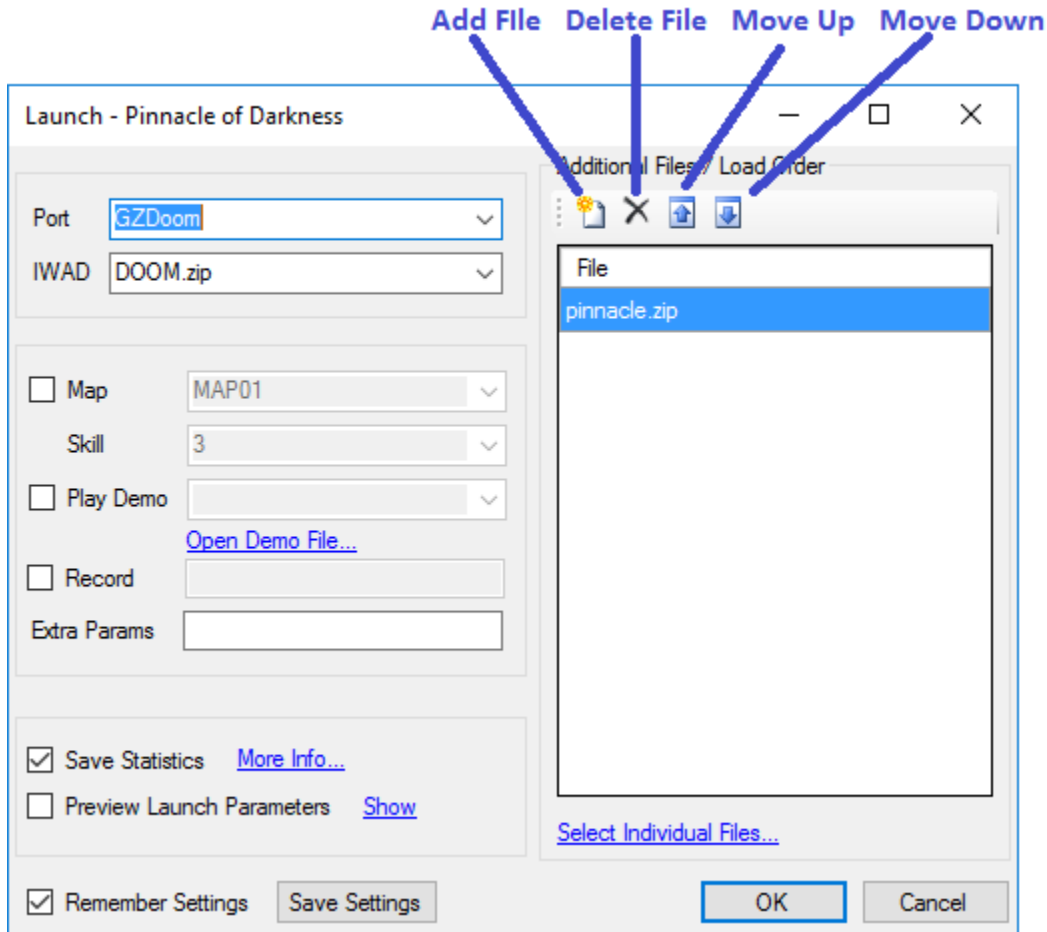 Add FIle Delete File Move Up Move Down
Launch - Pinnacle of Darkness
Port GZDoom
IWAD DOOM.zip
Map MAP01
Skill 3
Play Demo
Open Demo File...
Record
Extra Params
Save Statistics More Info...
Preview Launch Parameters Show
Remember Settings Save Settings
Additional Files / Load Order
File
pinnacle.zip
Select Individual Files...
OK Cancel